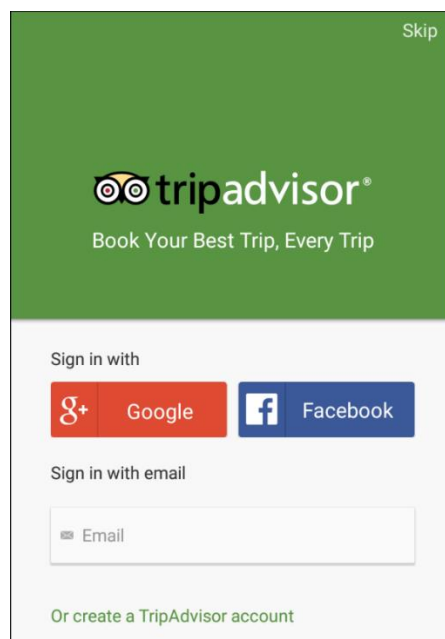 Skip
tripadvisor®
Book Your Best Trip, Every Trip
Sign in with
g+ Google
f Facebook
Sign in with email
Email
Or create a TripAdvisor account